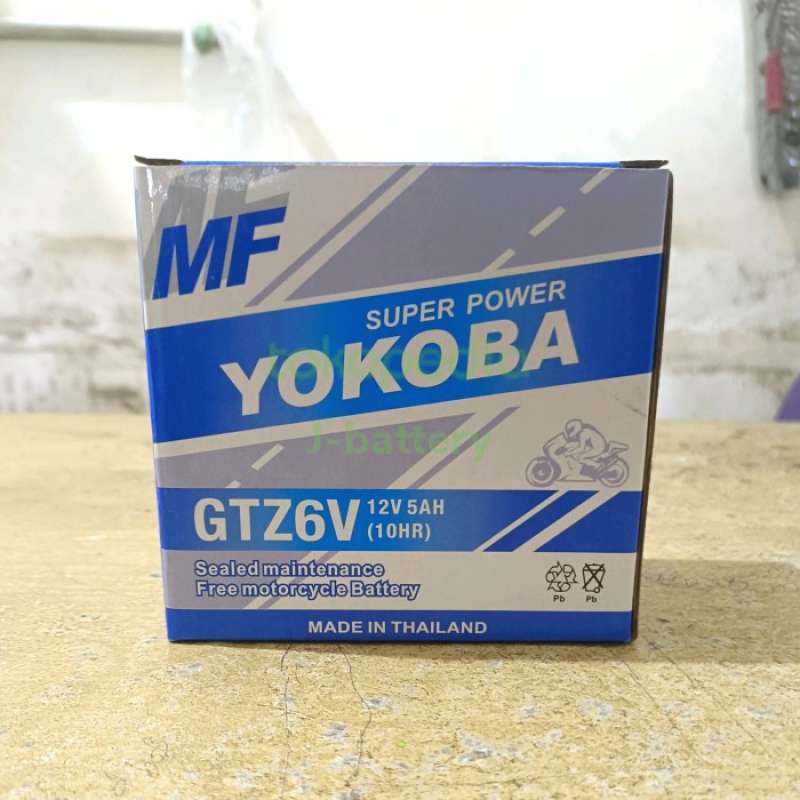 MF
SUPER POWER
YOKOBA
J-battery
GTZ6V
12V 5AH
(10HR)
Sealed maintenance
Free motorcycle Battery
Pb
Pb
MADE IN THAILAND